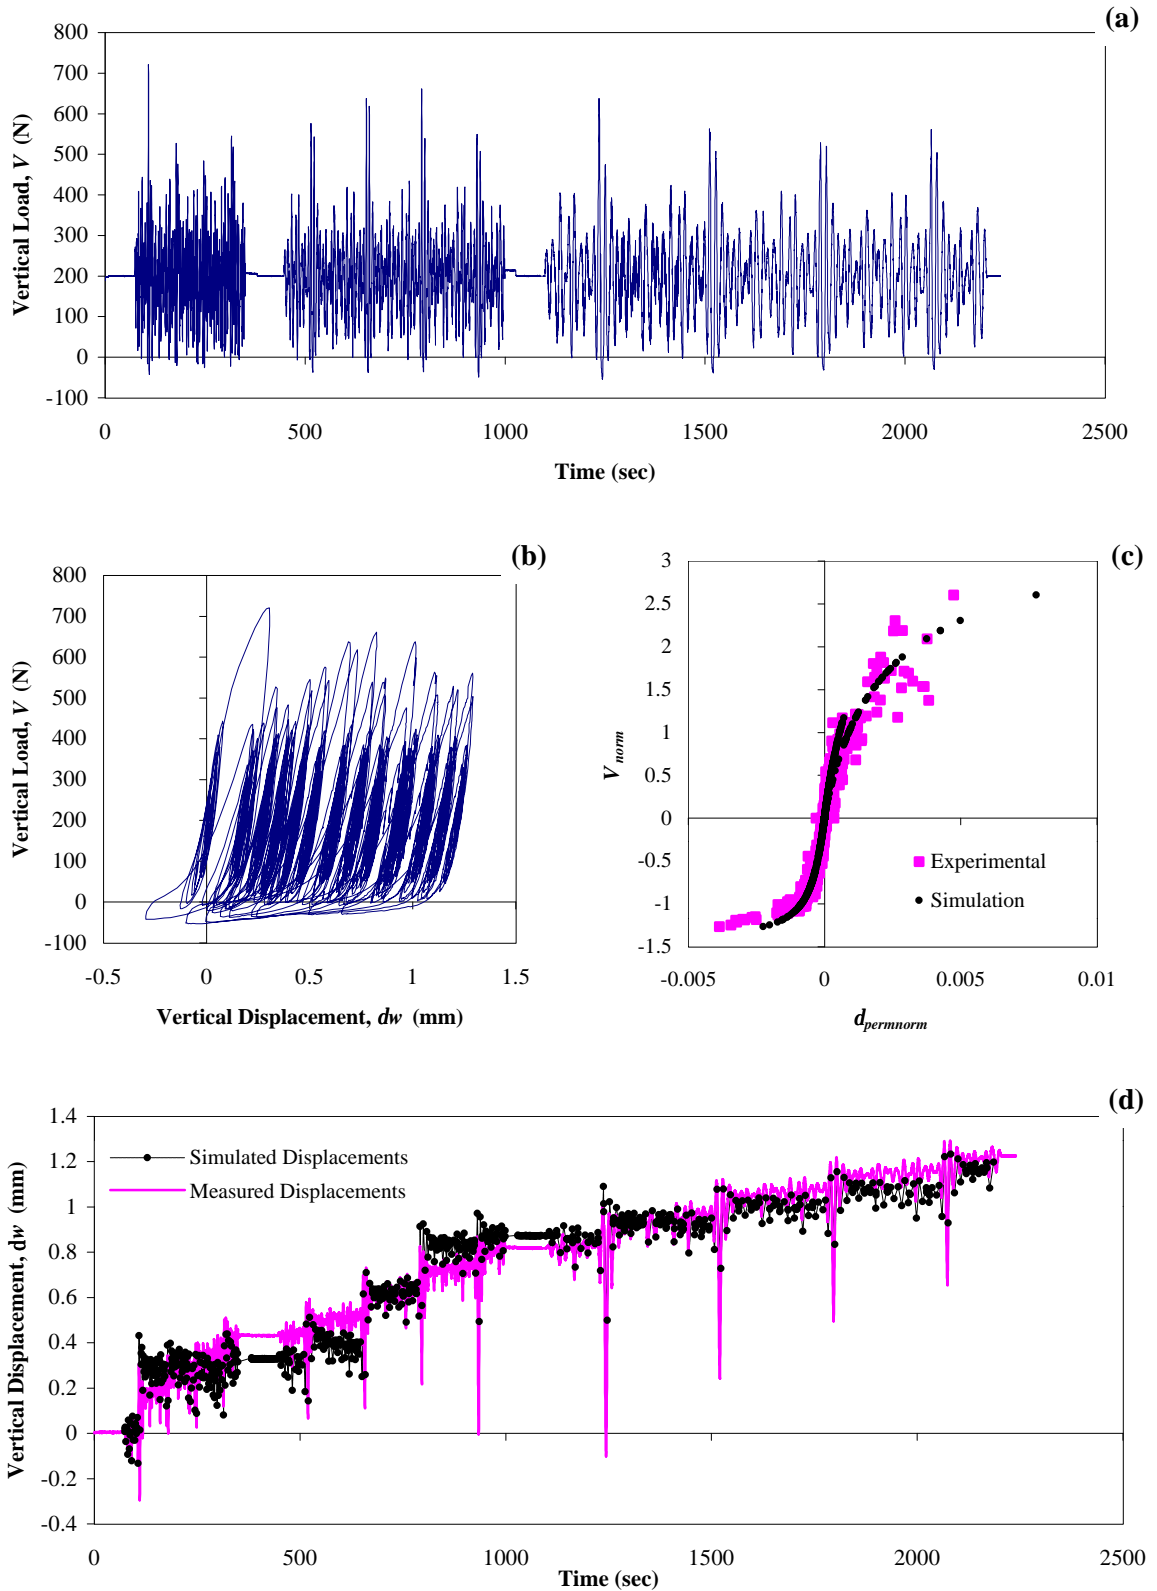 (a)
800
700
600
500
400
300
200
100
0
-100
Vertical Load, V (N)
0 500 1000 1500 2000 2500
Time (sec)
(b)
800
700
600
500
400
300
200
100
0
-100
Vertical Load, V (N)
-0.5 0 0.5 1 1.5
Vertical Displacement, dw (mm)
(c)
3
2.5
2
1.5
1
0.5
0
-0.5
-1
-1.5
V norm
Experimental
Simulation
-0.005 0 0.005 0.01
d permnorm
(d)
1.4
1.2
1
0.8
0.6
0.4
0.2
0
-0.2
-0.4
Vertical Displacement, dw (mm)
Simulated Displacements
Measured Displacements
0 500 1000 1500 2000 2500
Time (sec)